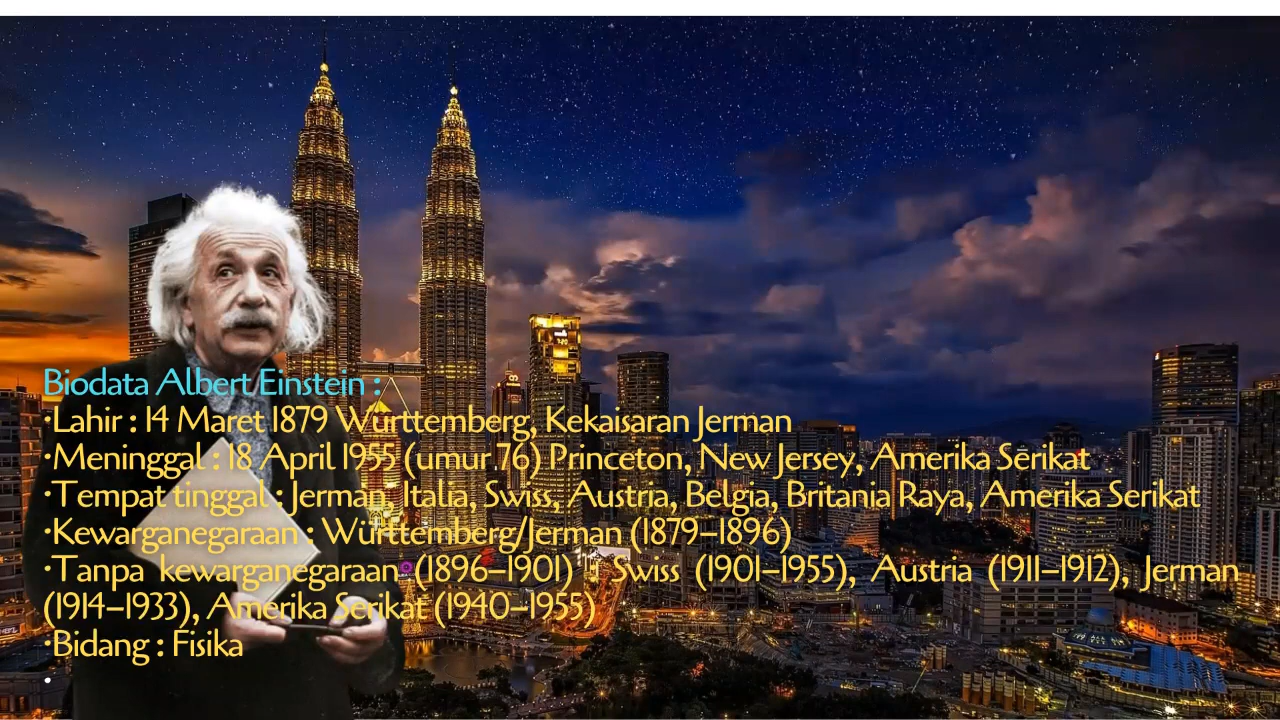 Biodata Albert Einstein :
•Lahir : 14 Maret 1879 Württemberg, Kekaisaran Jerman
•Meninggal : 18 April 1955 (umur 76) Princeton, New Jersey, Amerika Serikat
•Tempat tinggal : Jerman, Italia, Swiss, Austria, Belgia, Britania Raya, Amerika Serikat
•Kewarganegaraan : Württemberg/Jerman (1879–1896)
•Tanpa kewarganegaraan (1896–1901) : Swiss (1901–1955), Austria (1911–1912), Jerman
(1914–1933), Amerika Serikat (1940–1955)
•Bidang : Fisika
•